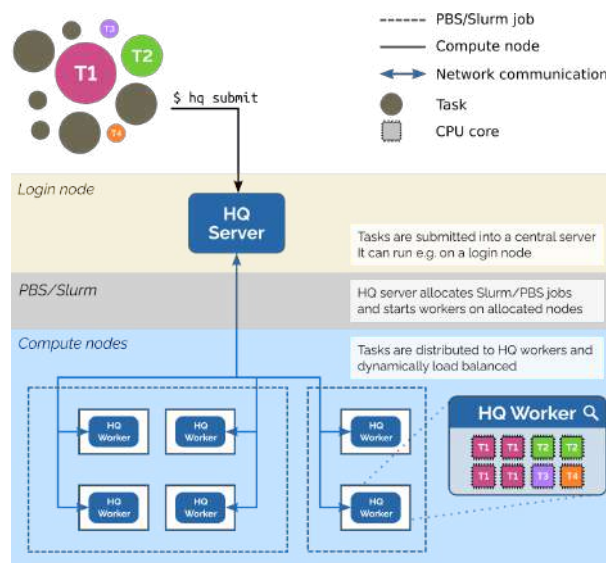 T3
T1
T2
T4
$ hq submit
PBS/Slurm job
Compute node
Network communication
Task
CPU core
Login node
HQ
Server
Tasks are submitted into a central server
It can run e.g. on a login node
PBS/Slurm
HQ server allocates Slurm/PBS jobs
and starts workers on allocated nodes
Compute nodes
Tasks are distributed to HQ workers and
dynamically load balanced
HQ
Worker
HQ
Worker
HQ
Worker
HQ
Worker
HQ
Worker
HQ
Worker
HQ Worker
T1 T1 T2 T2
T1 T1 T3 T4